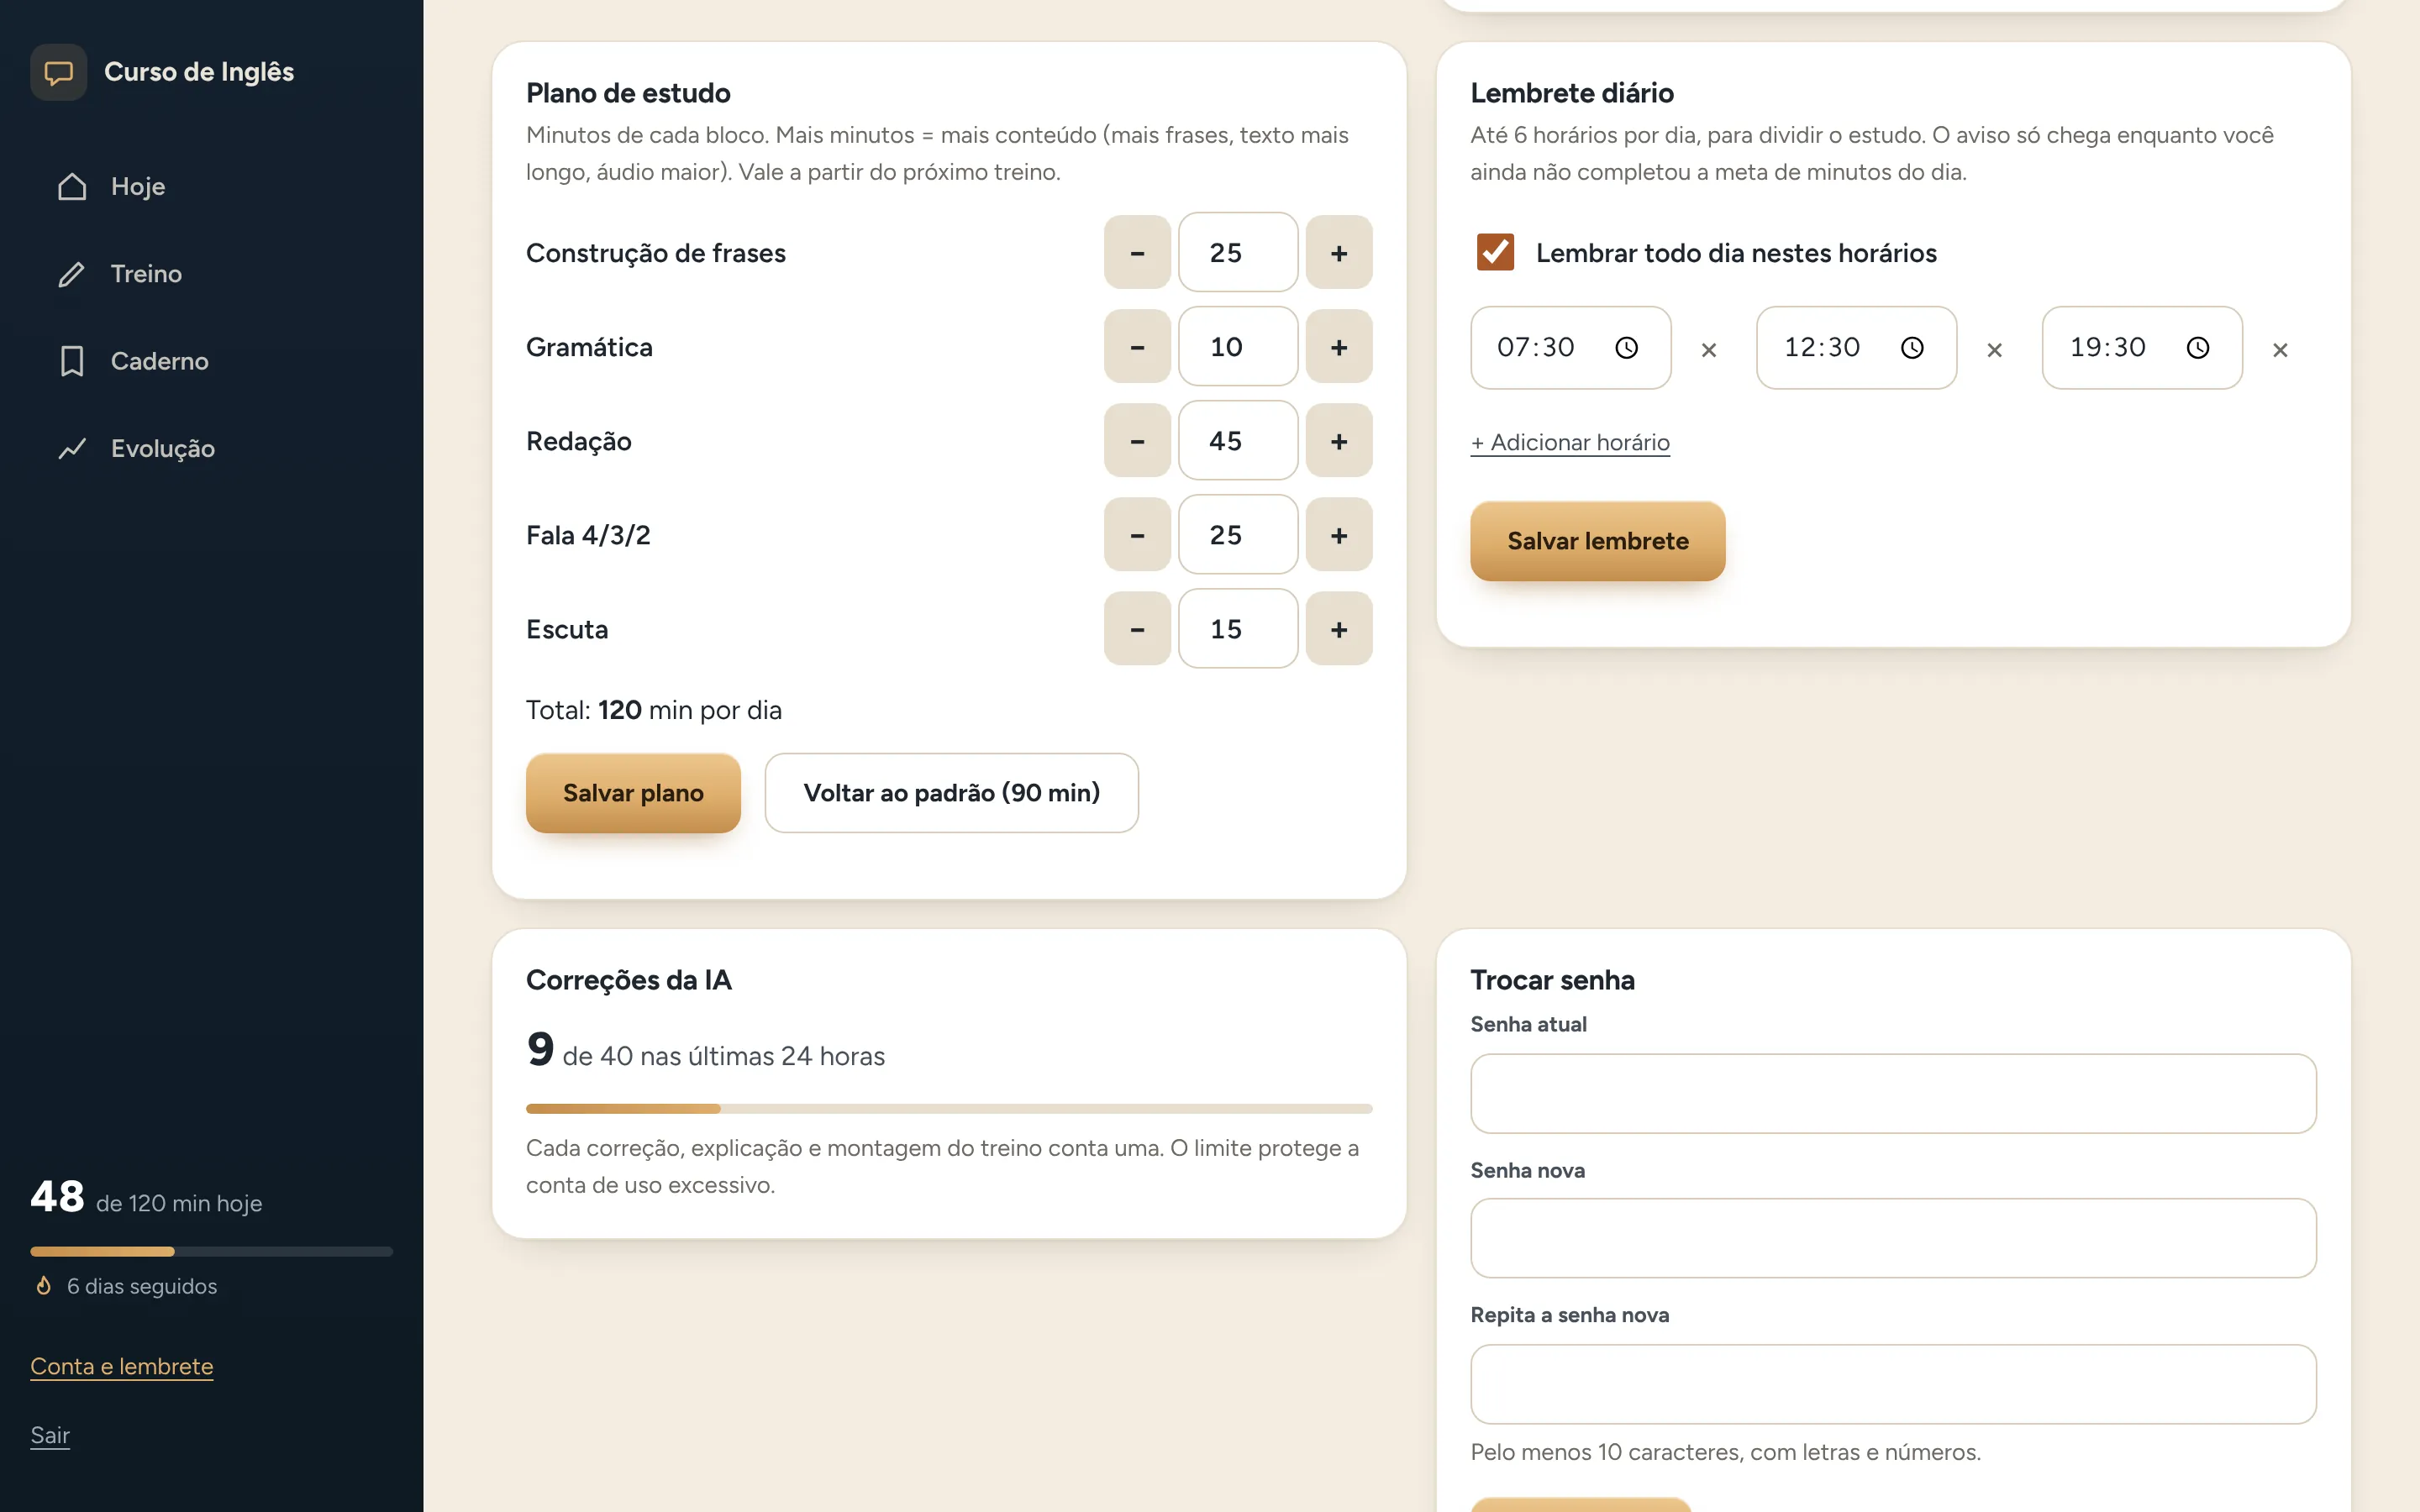 Curso de Inglês
Hoje
Treino
Caderno
Evolução
48 de 120 min hoje
6 dias seguidos
Conta e lembrete
Sair
Plano de estudo
Minutos de cada bloco. Mais minutos = mais conteúdo (mais frases, texto mais
longo, áudio maior). Vale a partir do próximo treino.
Construção de frases - 25 +
Gramática - 10 +
Redação - 45 +
Fala 4/3/2 - 25 +
Escuta - 15 +
Total: 120 min por dia
Salvar plano
Voltar ao padrão (90 min)
Lembrete diário
Até 6 horários por dia, para dividir o estudo. O aviso só chega enquanto você
ainda não completou a meta de minutos do dia.
Lembrar todo dia nestes horários
07:30 × 12:30 × 19:30 ×
+ Adicionar horário
Salvar lembrete
Correções da IA
9 de 40 nas últimas 24 horas
Cada correção, explicação e montagem do treino conta uma. O limite protege a
conta de uso excessivo.
Trocar senha
Senha atual
Senha nova
Repita a senha nova
Pelo menos 10 caracteres, com letras e números.